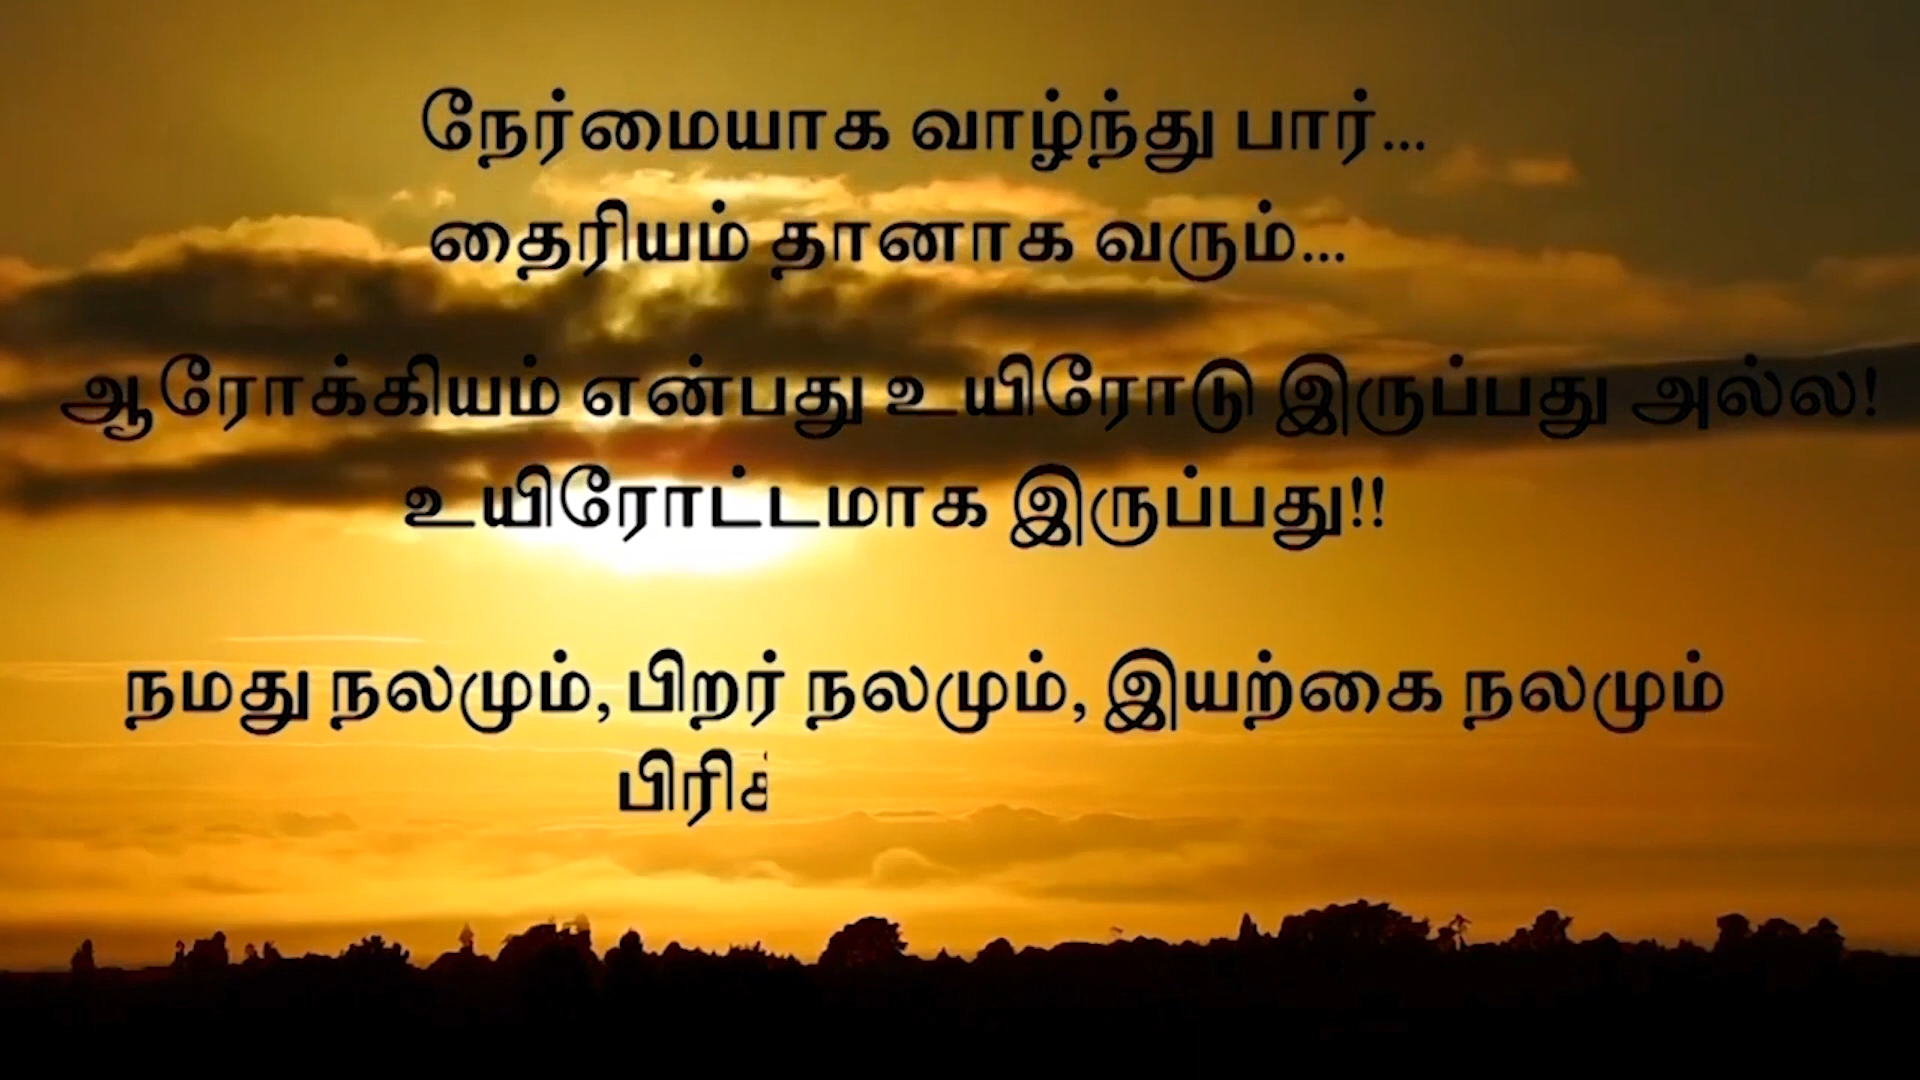 நேர்மையாக வாழ்ந்து பார்...
தைரியம் தானாக வரும்...
ஆரோக்கியம் என்பது உயிரோடு இருப்பது அல்ல!
உயிரோட்டமாக இருப்பது!!
நமது நலமும், பிறர் நலமும், இயற்கை நலமும்